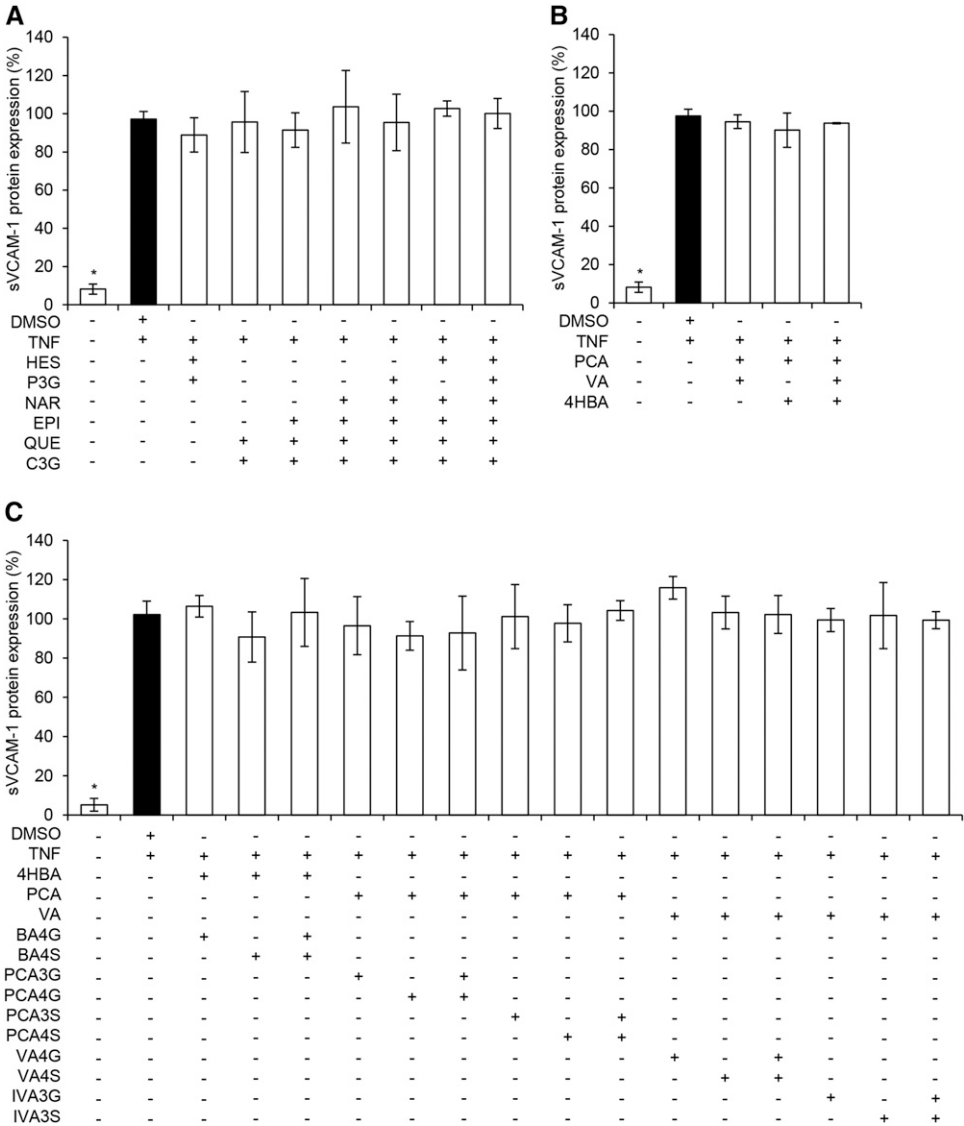 A
sVCAM-1 protein expression (%)
140
120
100
80
60
40
20
0
*
DMSO - + - - - - - - -
TNF - + + + + + + + +
HES - - + - - - - + +
P3G - - + - - - + - +
NAR - - - - - + + + +
EPI - - - - + + + + +
QUE - - - + + + + + +
C3G - - - + + + + + +
B
sVCAM-1 protein expression (%)
140
120
100
80
60
40
20
0
*
DMSO - + - - -
TNF - + + + +
PCA - - + + +
VA - - + - +
4HBA - - - + +
C
sVCAM-1 protein expression (%)
140
120
100
80
60
40
20
0
*
DMSO - + - - - - - - - - - - - - - - -
TNF - + + + + + + + + + + + + + + + +
4HBA - - + + + - - - - - - - - - - - -
PCA - - - - - + + + + + + - - - - - -
VA - - - - - - - - - - - + + + + + +
BA4G - - + - + - - - - - - - - - - - -
BA4S - - - + + - - - - - - - - - - - -
PCA3G - - - - - + - + - - - - - - - - -
PCA4G - - - - - - + + - - - - - - - - -
PCA3S - - - - - - - - + - + - - - - - -
PCA4S - - - - - - - - - + + - - - - - -
VA4G - - - - - - - - - - - + - + - - -
VA4S - - - - - - - - - - - - + + - - -
IVA3G - - - - - - - - - - - - - - + - +
IVA3S - - - - - - - - - - - - - - - + +